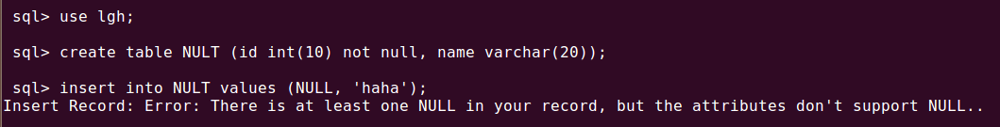 sql> use lgh;
sql> create table NULT (id int(10) not null, name varchar(20));
sql> insert into NULT values (NULL, 'haha');
Insert Record: Error: There is at least one NULL in your record, but the attributes don't support NULL..